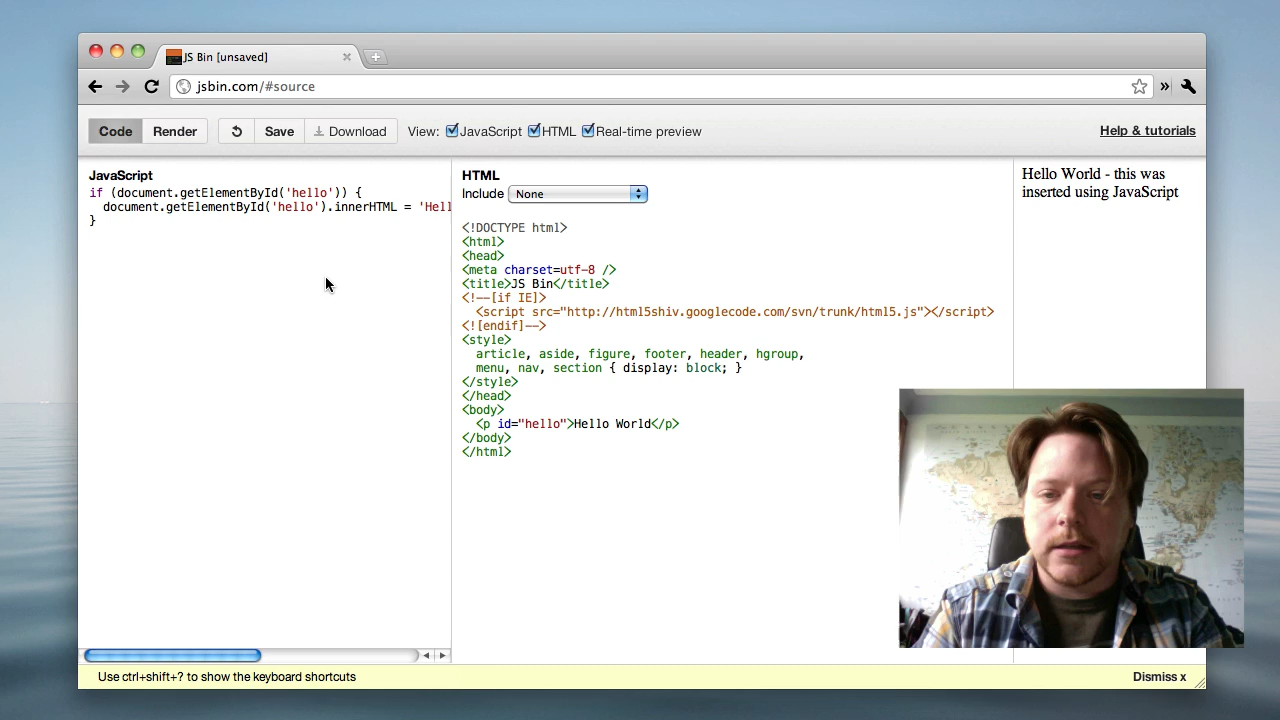 JS Bin [unsaved]
jsbin.com/#source
Code Render Save Download View: JavaScript HTML Real-time preview Help & tutorials
JavaScript
if (document.getElementById('hello')) {
  document.getElementById('hello').innerHTML = 'Hell
}
HTML
Include None
<!DOCTYPE html>
<html>
<head>
<meta charset=utf-8 />
<title>JS Bin</title>
<!--[if IE]>
  <script src="http://html5shiv.googlecode.com/svn/trunk/html5.js"></script>
<![endif]-->
<style>
  article, aside, figure, footer, header, hgroup,
  menu, nav, section { display: block; }
</style>
</head>
<body>
  <p id="hello">Hello World</p>
</body>
</html>
Hello World - this was
inserted using JavaScript
Use ctrl+shift+? to show the keyboard shortcuts Dismiss x